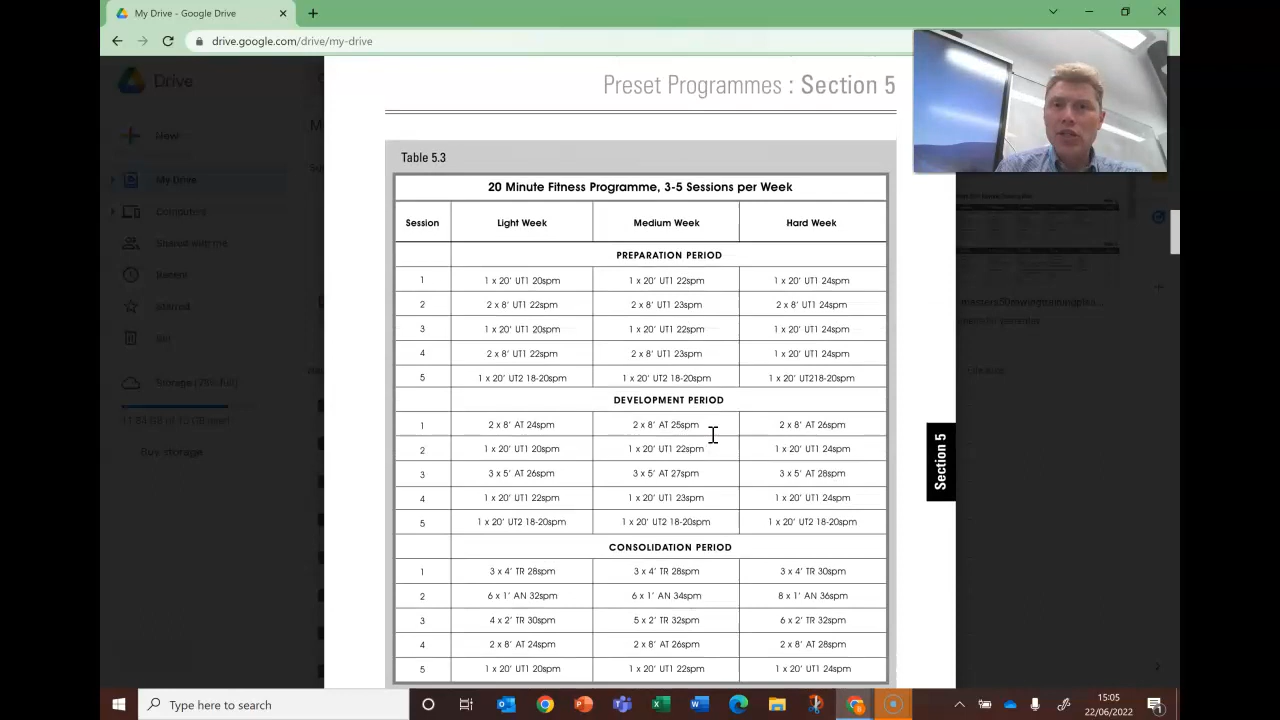 My Drive - Google Drive
drive.google.com/drive/my-drive
Drive
New
My Drive
Computers
Shared with me
Recent
Starred
Bin
Buy storage
Preset Programmes : Section 5
Table 5.3
20 Minute Fitness Programme, 3-5 Sessions per Week
Session Light Week Medium Week Hard Week
PREPARATION PERIOD
1 1 x 20' UT1 20spm 1 x 20' UT1 22spm 1 x 20' UT1 24spm
2 2 x 8' UT1 22spm 2 x 8' UT1 23spm 2 x 8' UT1 24spm
3 1 x 20' UT1 20spm 1 x 20' UT1 22spm 1 x 20' UT1 24spm
4 2 x 8' UT1 22spm 2 x 8' UT1 23spm 1 x 20' UT1 24spm
5 1 x 20' UT2 18-20spm 1 x 20' UT2 18-20spm 1 x 20' UT218-20spm
DEVELOPMENT PERIOD
1 2 x 8' AT 24spm 2 x 8' AT 25spm 2 x 8' AT 26spm
2 1 x 20' UT1 20spm 1 x 20' UT1 22spm 1 x 20' UT1 24spm
3 3 x 5' AT 26spm 3 x 5' AT 27spm 3 x 5' AT 28spm
4 1 x 20' UT1 22spm 1 x 20' UT1 23spm 1 x 20' UT1 24spm
5 1 x 20' UT2 18-20spm 1 x 20' UT2 18-20spm 1 x 20' UT2 18-20spm
CONSOLIDATION PERIOD
1 3 x 4' TR 28spm 3 x 4' TR 28spm 3 x 4' TR 30spm
2 6 x 1' AN 32spm 6 x 1' AN 34spm 8 x 1' AN 36spm
3 4 x 2' TR 30spm 5 x 2' TR 32spm 6 x 2' TR 32spm
4 2 x 8' AT 24spm 2 x 8' AT 26spm 2 x 8' AT 28spm
5 1 x 20' UT1 20spm 1 x 20' UT1 22spm 1 x 20' UT1 24spm
Section 5
Type here to search
15:05
22/06/2022